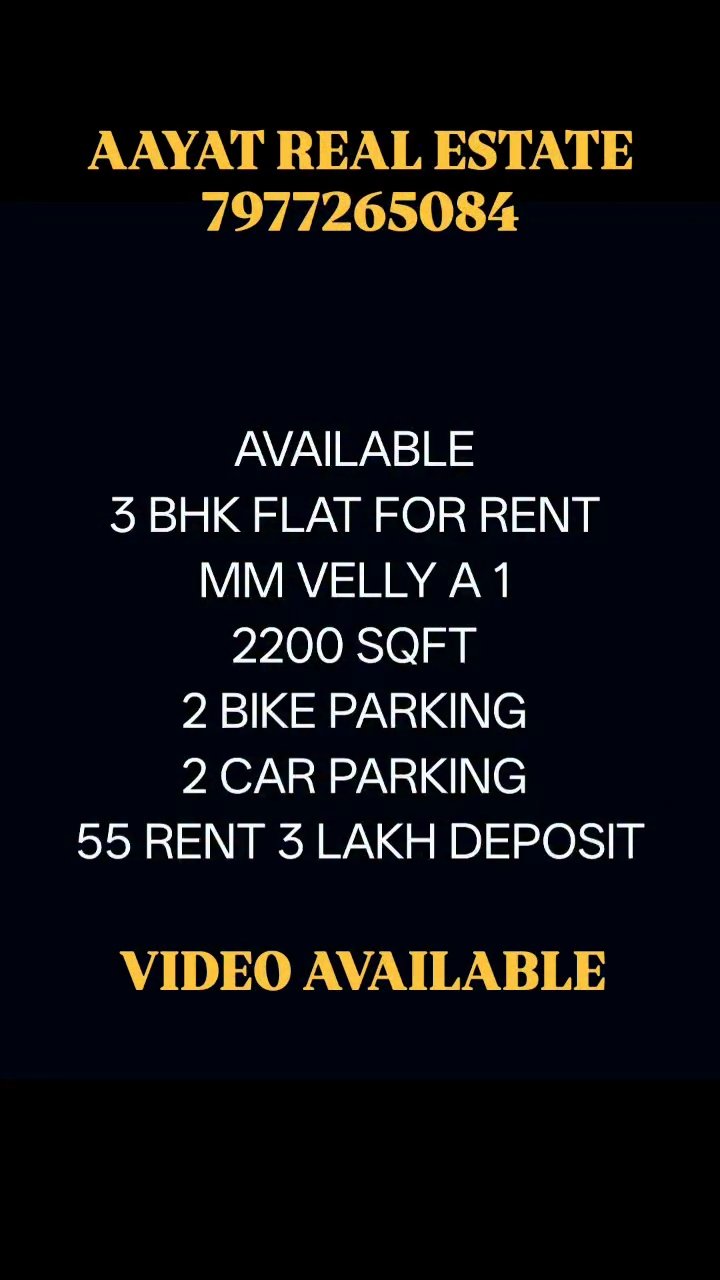 AAYAT REAL ESTATE
7977265084
AVAILABLE
3 BHK FLAT FOR RENT
MM VELLY A 1
2200 SQFT
2 BIKE PARKING
2 CAR PARKING
55 RENT 3 LAKH DEPOSIT
VIDEO AVAILABLE